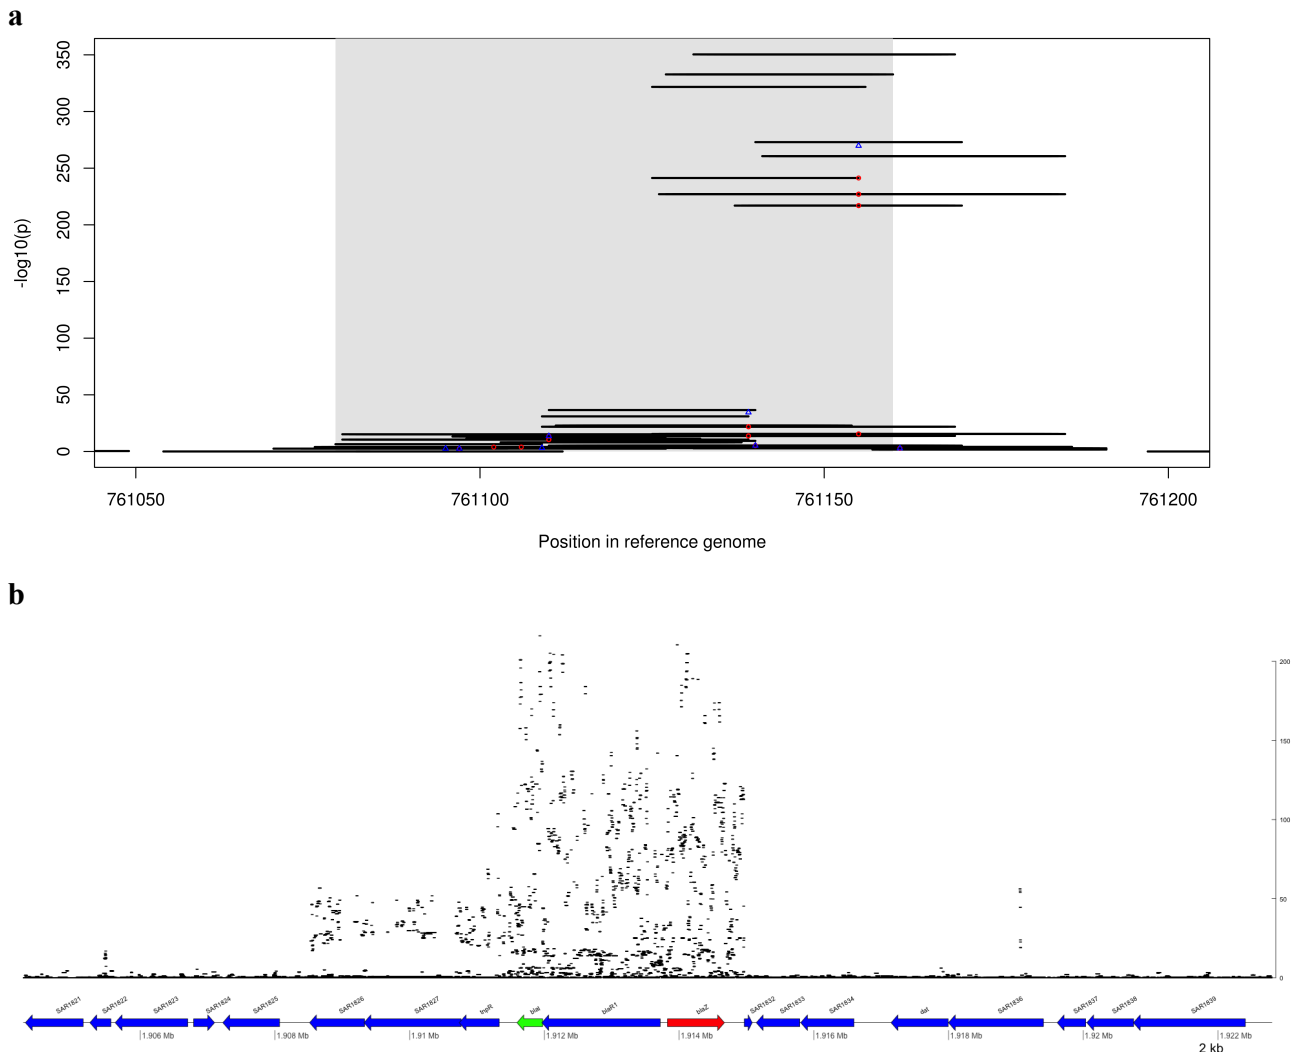 a
350
300
250
200
150
100
50
0
-log10(p)
761050 761100 761150 761200
Position in reference genome
b
200
150
100
50
0
SAR1821 SAR1822 SAR1823 SAR1824 SAR1825 SAR1826 SAR1827 tnpR blaI blaR1 blaZ SAR1832 SAR1833 SAR1834 dat SAR1836 SAR1837 SAR1838 SAR1839
1.906 Mb 1.908 Mb 1.91 Mb 1.912 Mb 1.914 Mb 1.916 Mb 1.918 Mb 1.92 Mb 1.922 Mb
2 kb